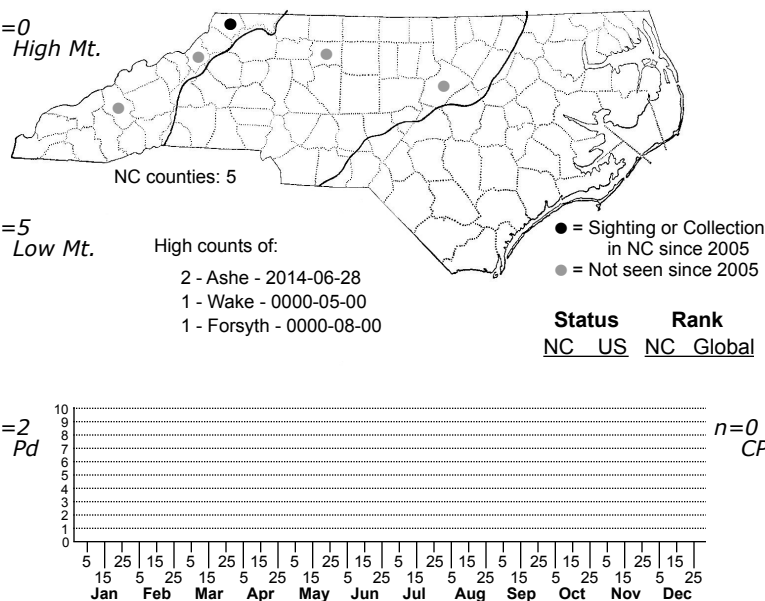 =0
High Mt.
NC counties: 5
=5
Low Mt.
High counts of:
2 - Ashe - 2014-06-28
1 - Wake - 0000-05-00
1 - Forsyth - 0000-08-00
= Sighting or Collection
in NC since 2005
= Not seen since 2005
Status Rank
NC US NC Global
=2
Pd
10
9
8
7
6
5
4
3
2
1
0
n=0
CP
5 25 15 5 25 15 5 25 15 5 25 15 5 25 15 5 25 15
15 5 25 15 5 25 15 5 25 15 5 25 15 5 25 15 5 25
Jan Feb Mar Apr May Jun Jul Aug Sep Oct Nov Dec